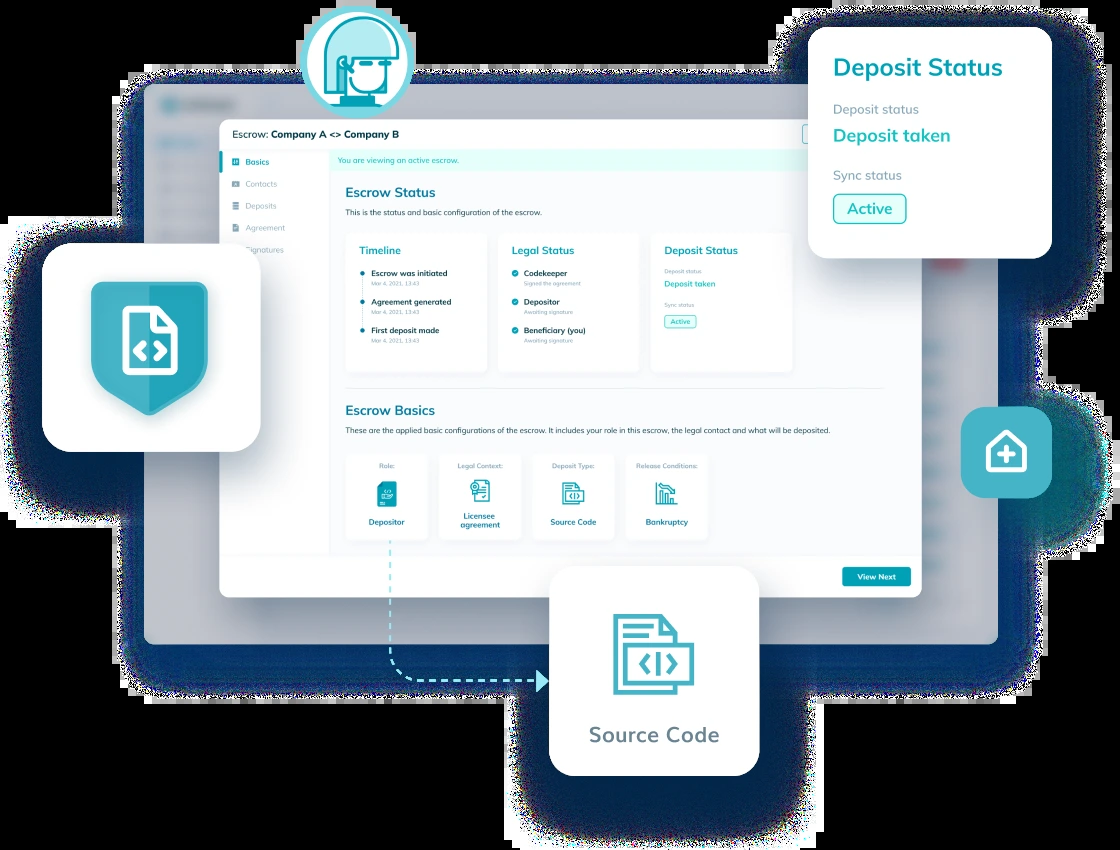 Deposit Status
Deposit status
Deposit taken
Sync status
Active
Escrow: Company A <> Company B
Basics
Contacts
Deposits
Agreement
Signatures
You are viewing an active escrow.
Escrow Status
This is the status and basic configuration of the escrow.
Timeline
Escrow was initiated
Mar 4, 2021, 13:43
Agreement generated
Mar 4, 2021, 13:43
First deposit made
Mar 4, 2021, 13:43
Legal Status
Codekeeper
Signed the agreement
Depositor
Awaiting signature
Beneficiary (you)
Awaiting signature
Deposit Status
Deposit status
Deposit taken
Sync status
Active
Escrow Basics
These are the applied basic configurations of the escrow. It includes your role in this escrow, the legal contact and what will be deposited.
Role:
Depositor
Legal Context:
Licensee
agreement
Deposit Type:
Source Code
Release Conditions:
Bankruptcy
View Next
Source Code